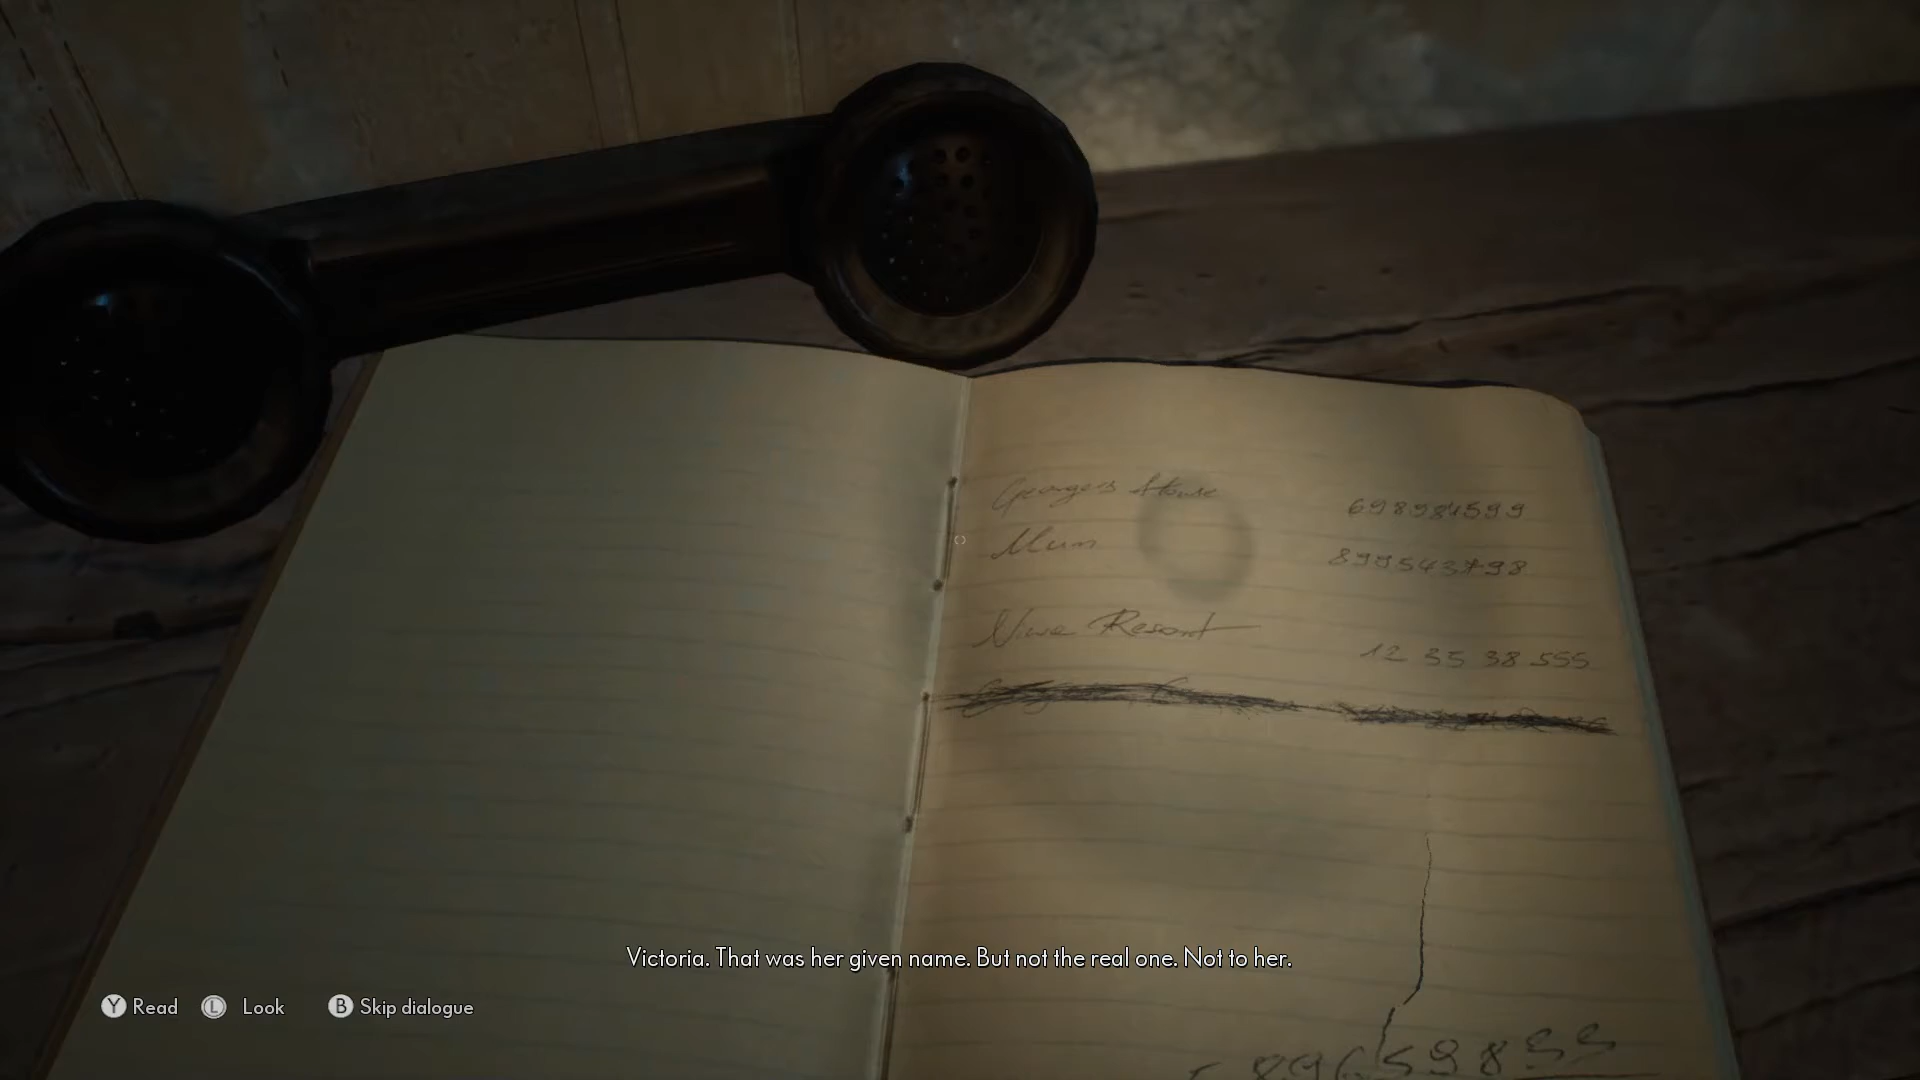 George's House 698984599
Mum 899543798
Niwa Resort 12 35 38 555
Victoria. That was her given name. But not the real one. Not to her.
Y Read L Look B Skip dialogue